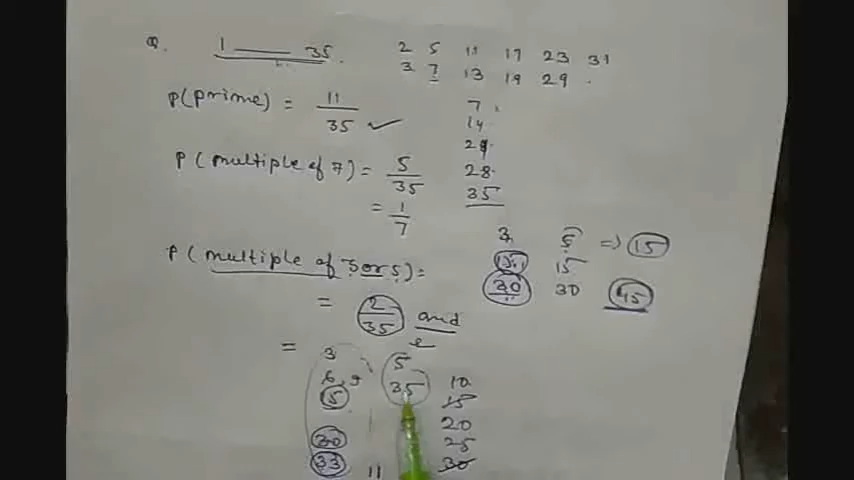 Q. 1 —— 35. 2 5 11 17 23 31
3 7 13 19 29
P(prime) = 11/35 ✓
7
14
21
28
35
P(multiple of 7) = 5/35
= 1/7
3 5 => 15
15 15
30 30 45
P(multiple of 3 or 5) =
= 2/35 and
=
3 5
6, 9 35 10
15 15
20
30 25
33 11 30